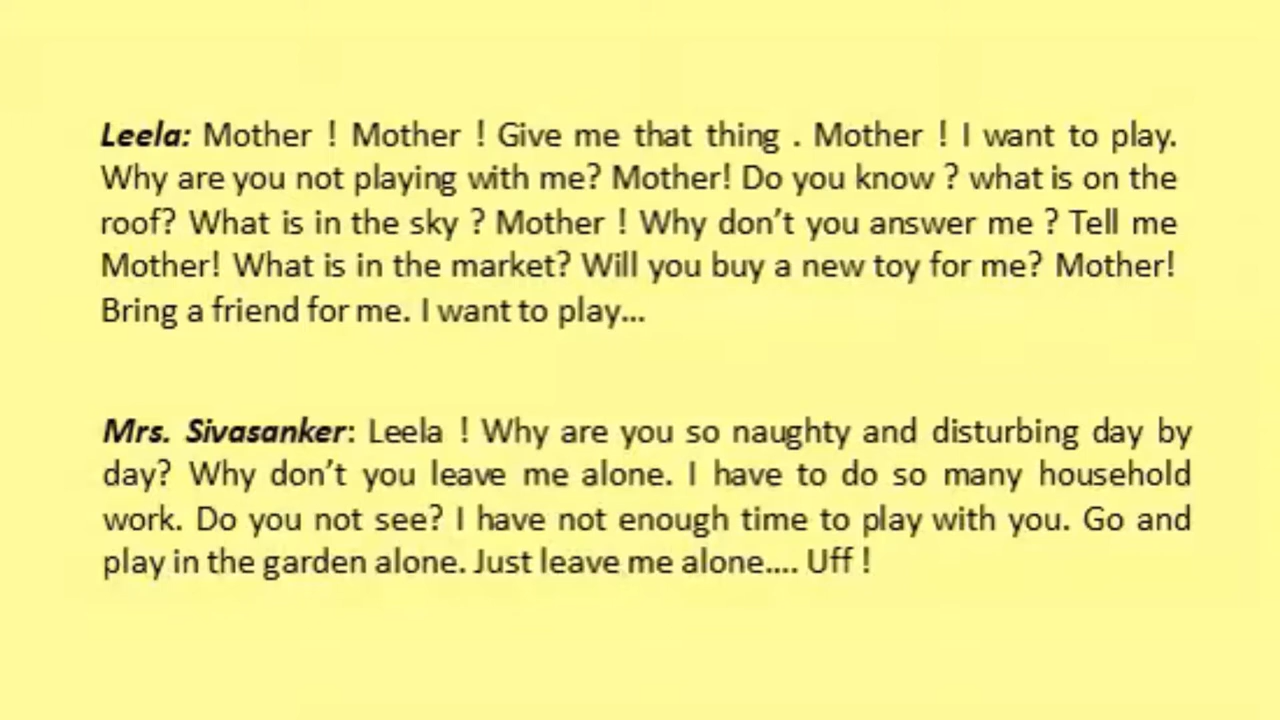 Leela: Mother ! Mother ! Give me that thing . Mother ! I want to play.
Why are you not playing with me? Mother! Do you know ? what is on the
roof? What is in the sky ? Mother ! Why don’t you answer me ? Tell me
Mother! What is in the market? Will you buy a new toy for me? Mother!
Bring a friend for me. I want to play...
Mrs. Sivasanker: Leela ! Why are you so naughty and disturbing day by
day? Why don’t you leave me alone. I have to do so many household
work. Do you not see? I have not enough time to play with you. Go and
play in the garden alone. Just leave me alone.... Uff !